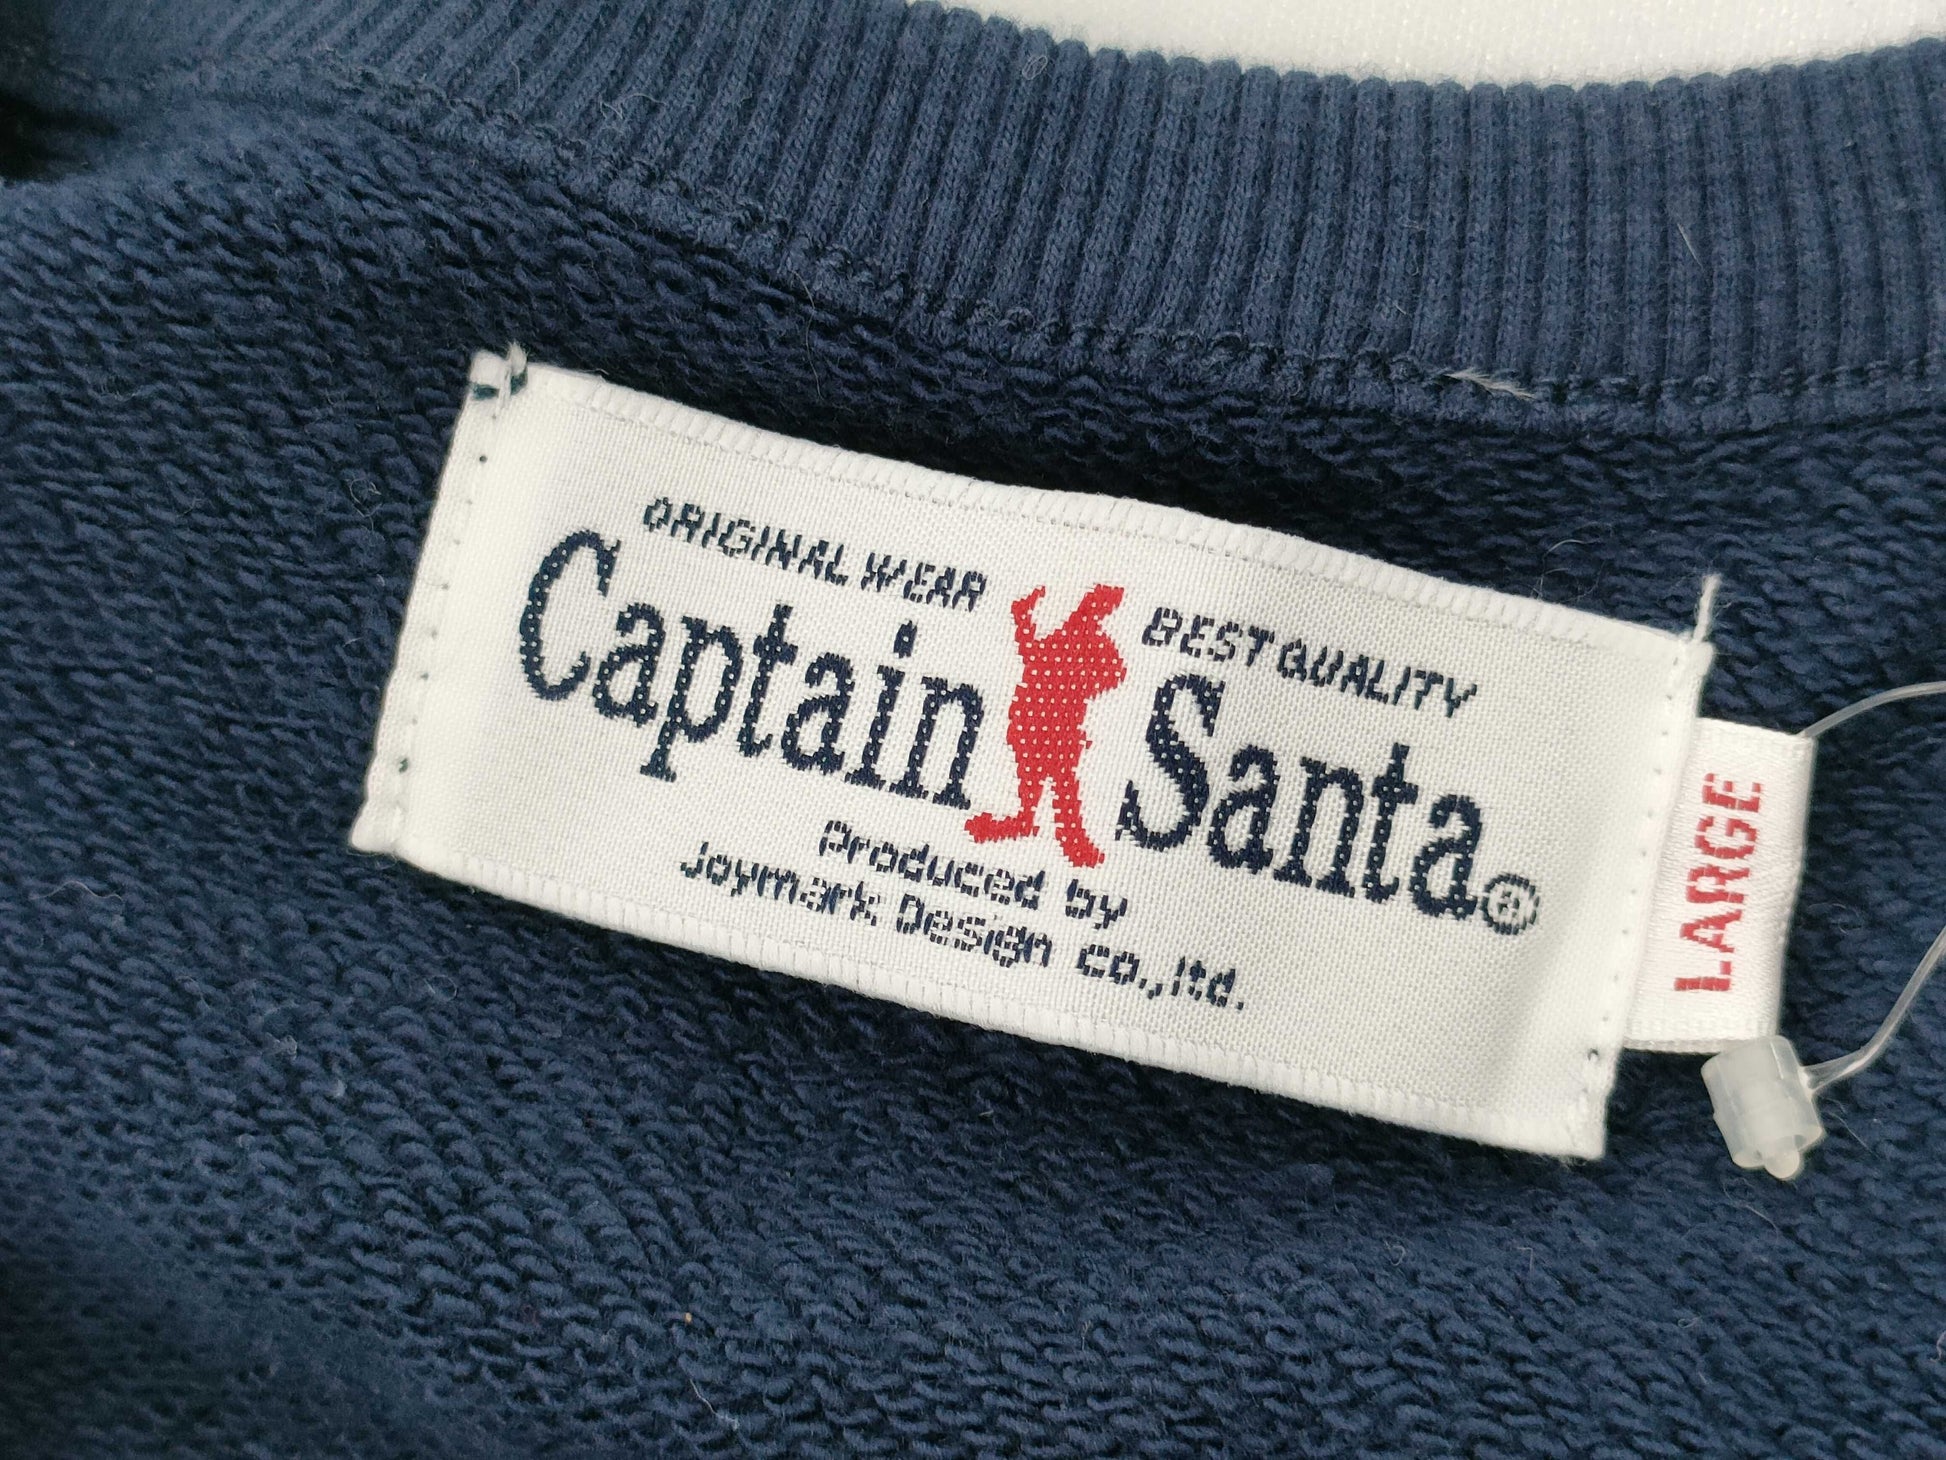 ORIGINAL WEAR BEST QUALITY
Captain Santa®
Produced by
Joymark Design co.,ltd.
LARGE